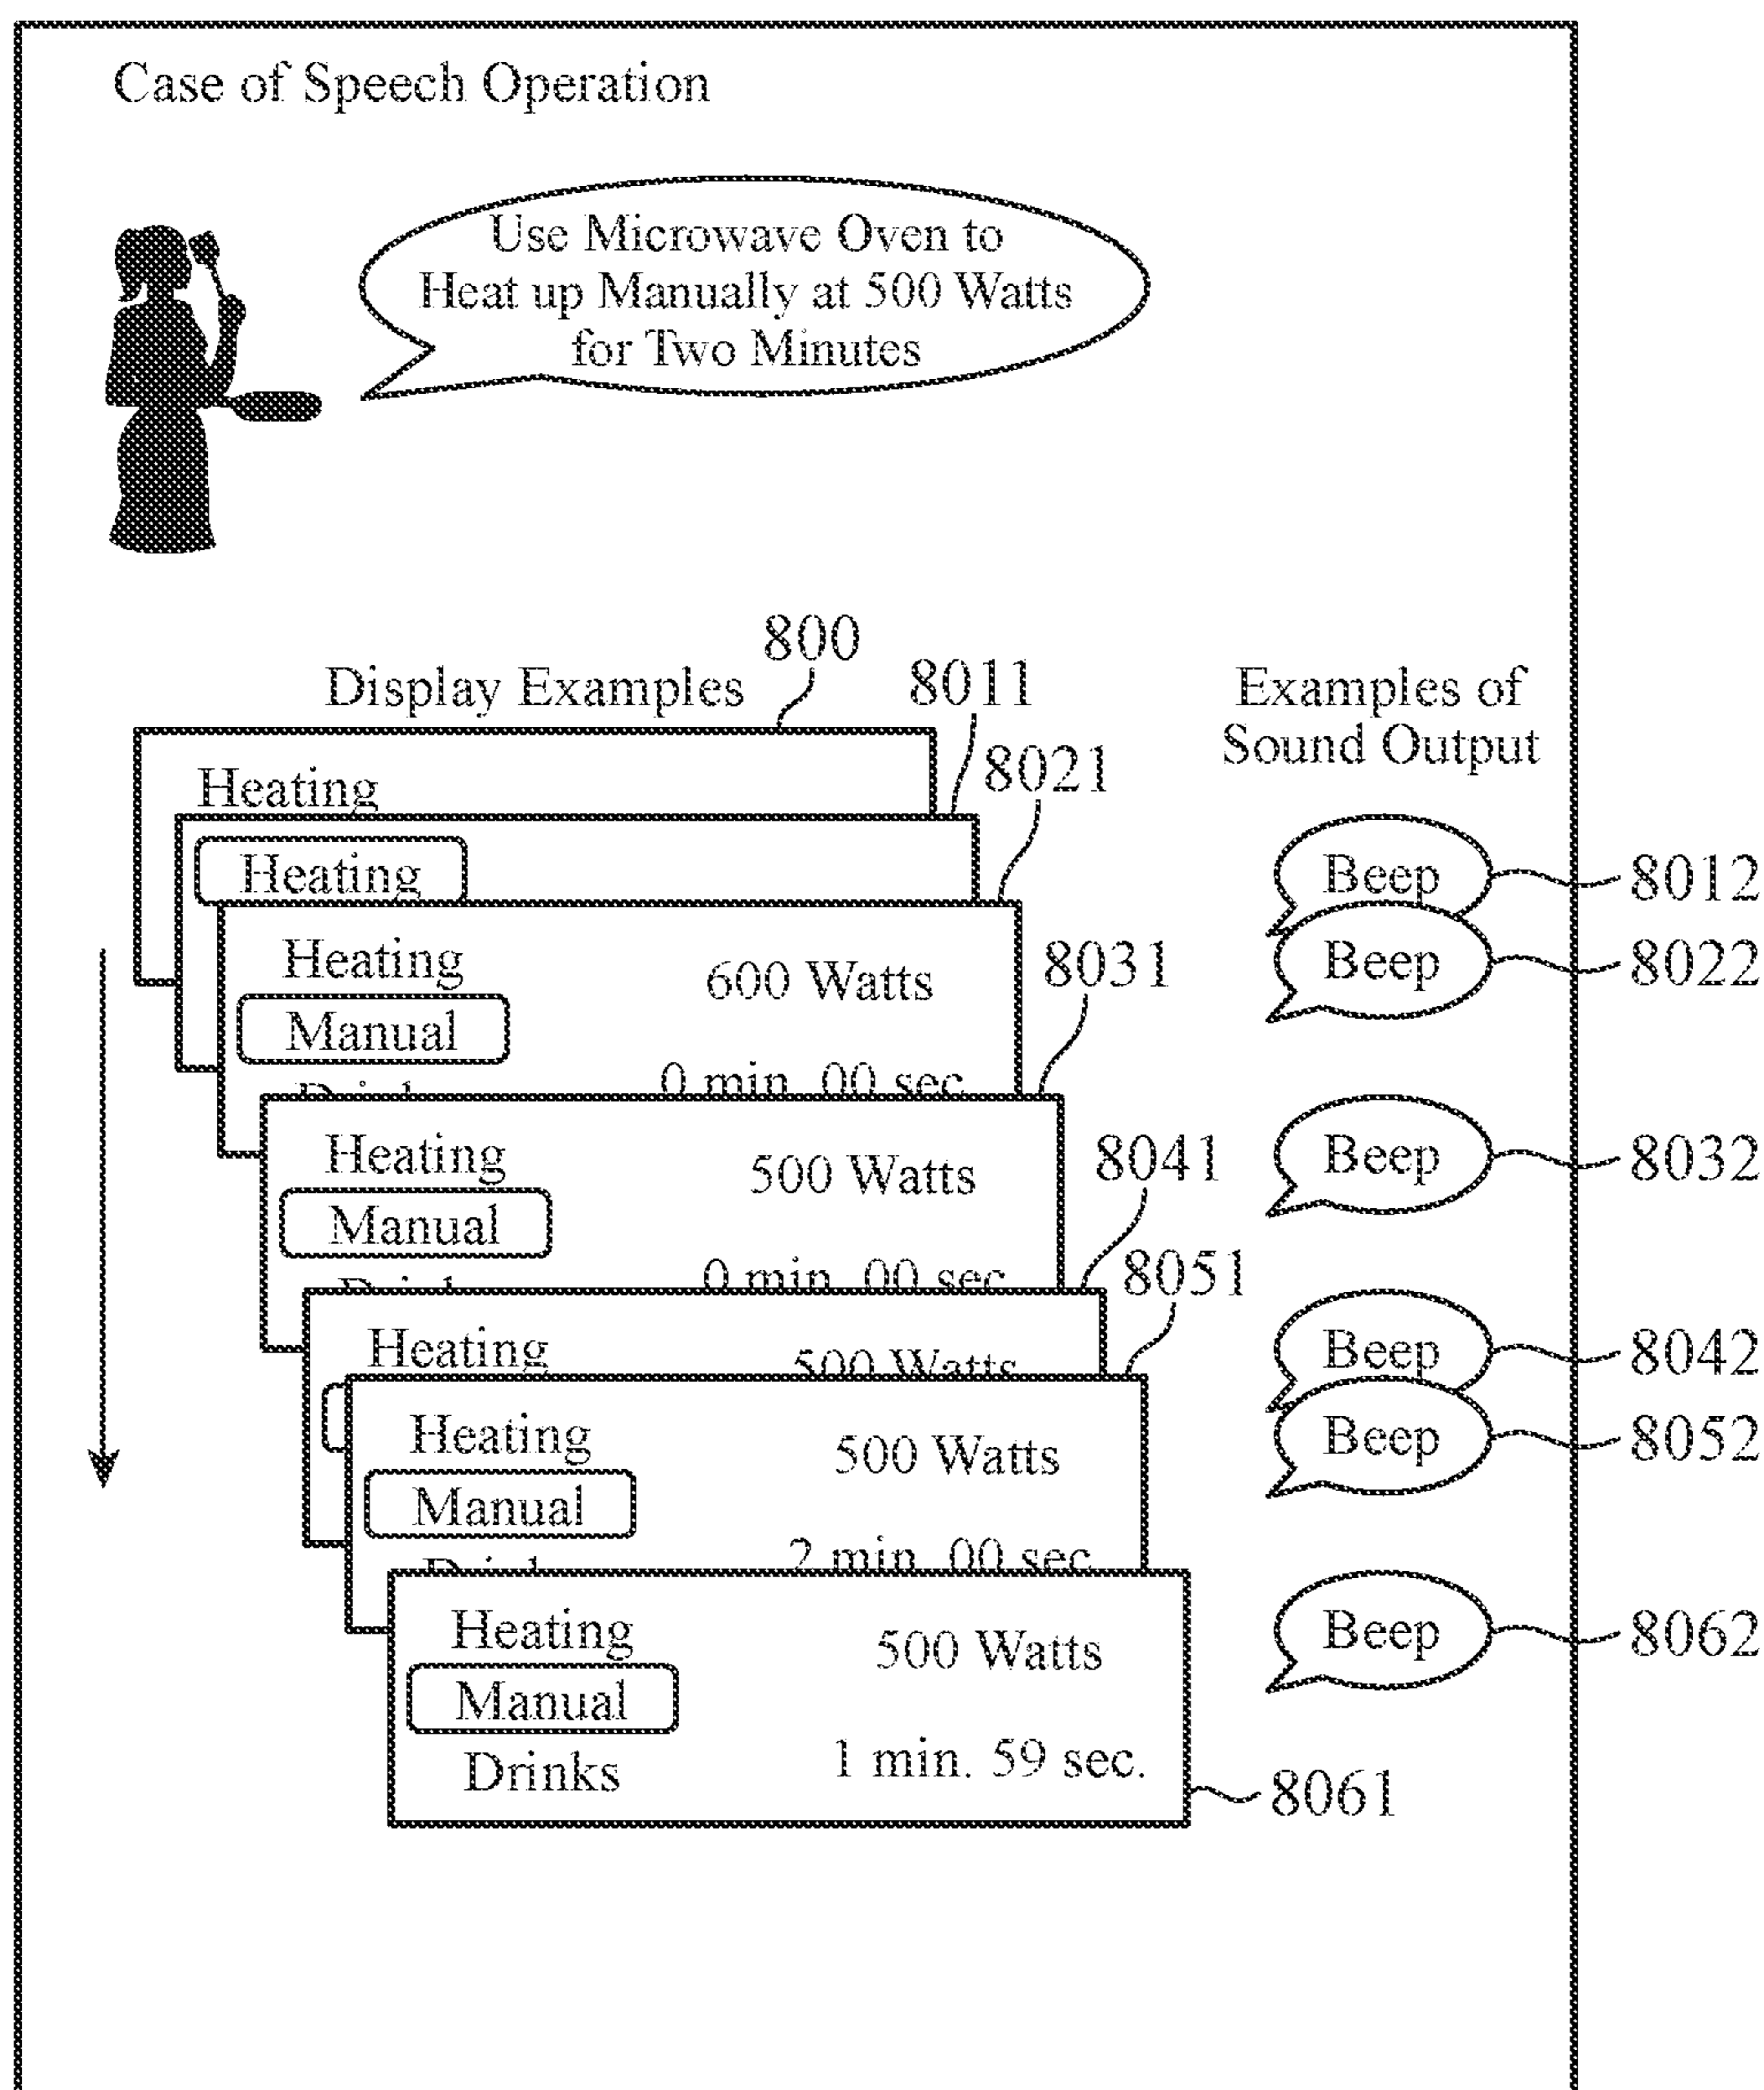 Case of Speech Operation
Use Microwave Oven to
Heat up Manually at 500 Watts
for Two Minutes
Display Examples
800
8011
8021
Examples of
Sound Output
Heating
Heating
Beep
8012
Heating
600 Watts
8031
Beep
8022
Manual
0 min. 00 sec.
Heating
500 Watts
8041
Beep
8032
Manual
0 min. 00 sec.
8051
Heating
500 Watts
Beep
8042
Heating
500 Watts
Beep
8052
Manual
2 min. 00 sec.
Heating
500 Watts
Beep
8062
Manual
Drinks
1 min. 59 sec.
8061